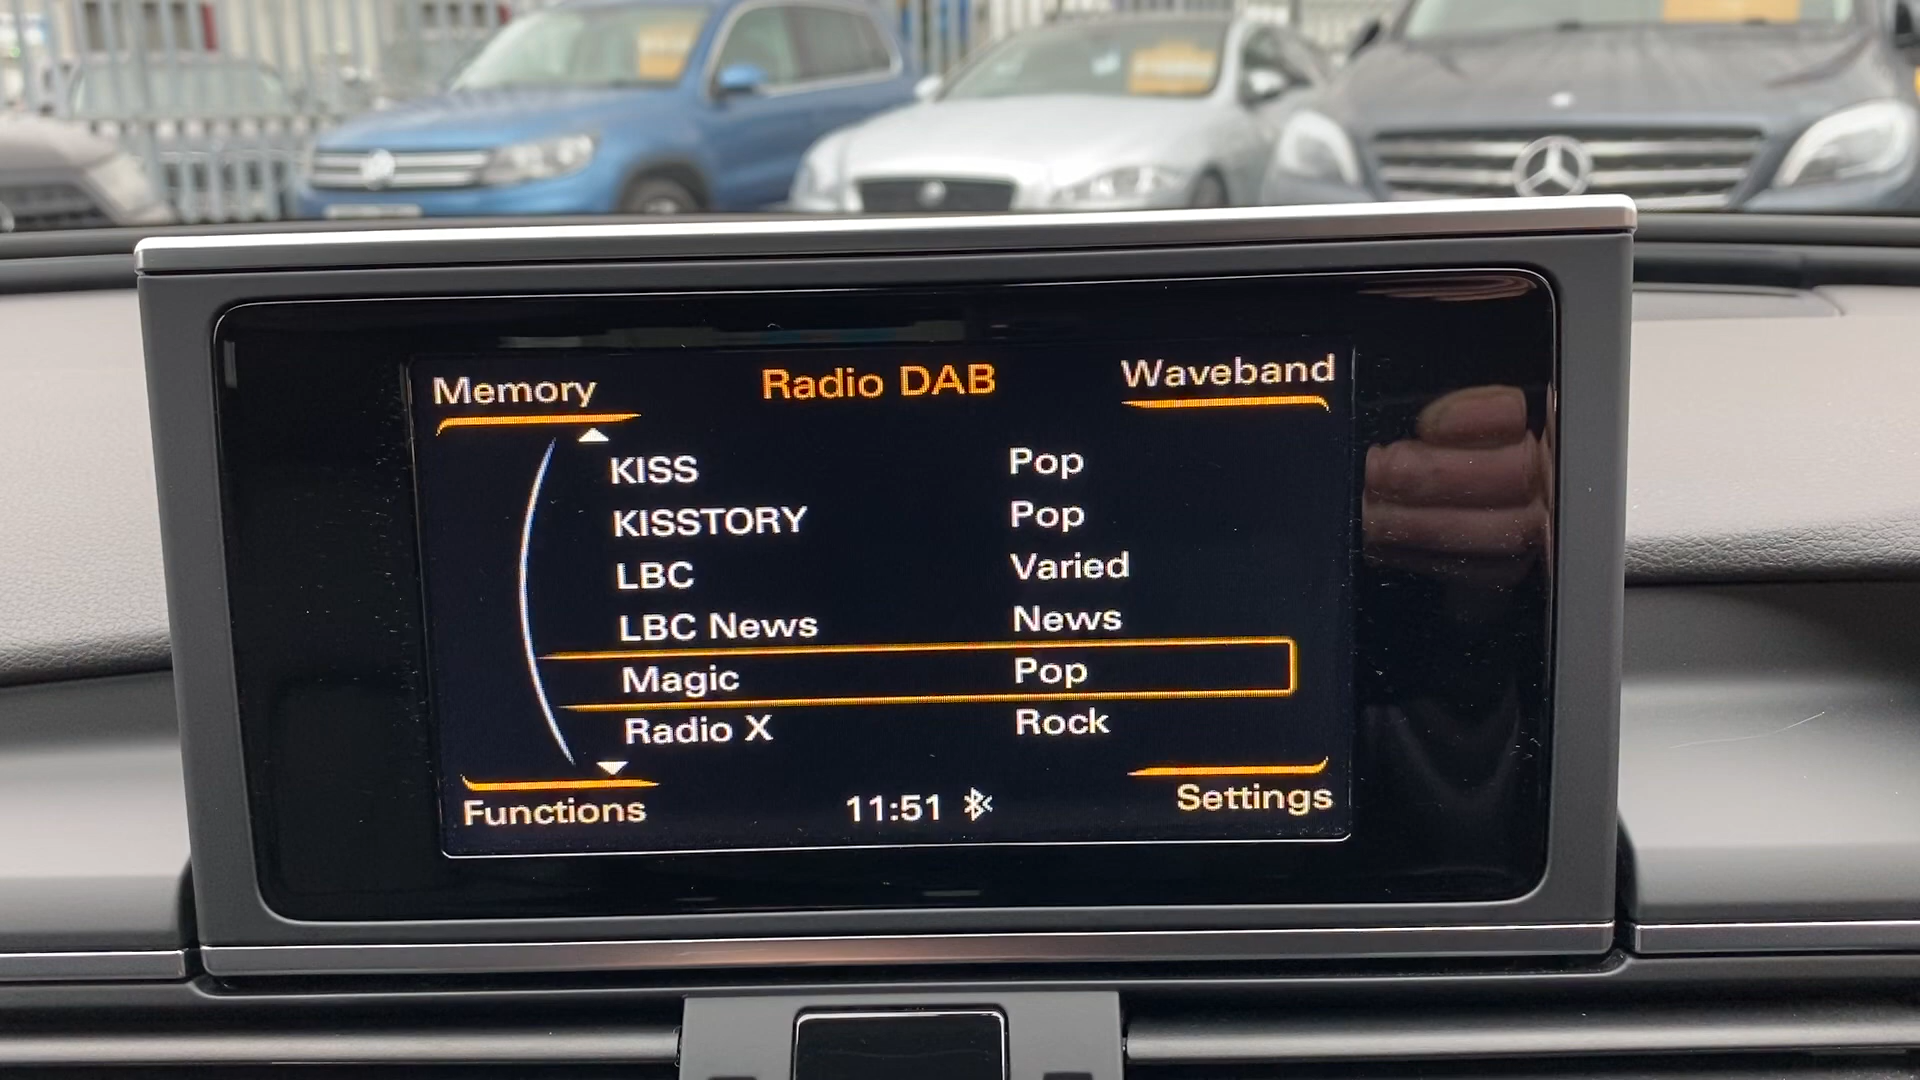 Memory Radio DAB Waveband
KISS Pop
KISSTORY Pop
LBC Varied
LBC News News
Magic Pop
Radio X Rock
Functions 11:51 Settings